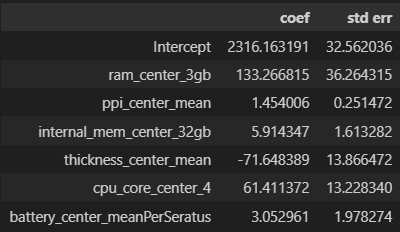 coef std err
Intercept 2316.163191 32.562036
ram_center_3gb 133.266815 36.264315
ppi_center_mean 1.454006 0.251472
internal_mem_center_32gb 5.914347 1.613282
thickness_center_mean -71.648389 13.866472
cpu_core_center_4 61.411372 13.228340
battery_center_meanPerSeratus 3.052961 1.978274